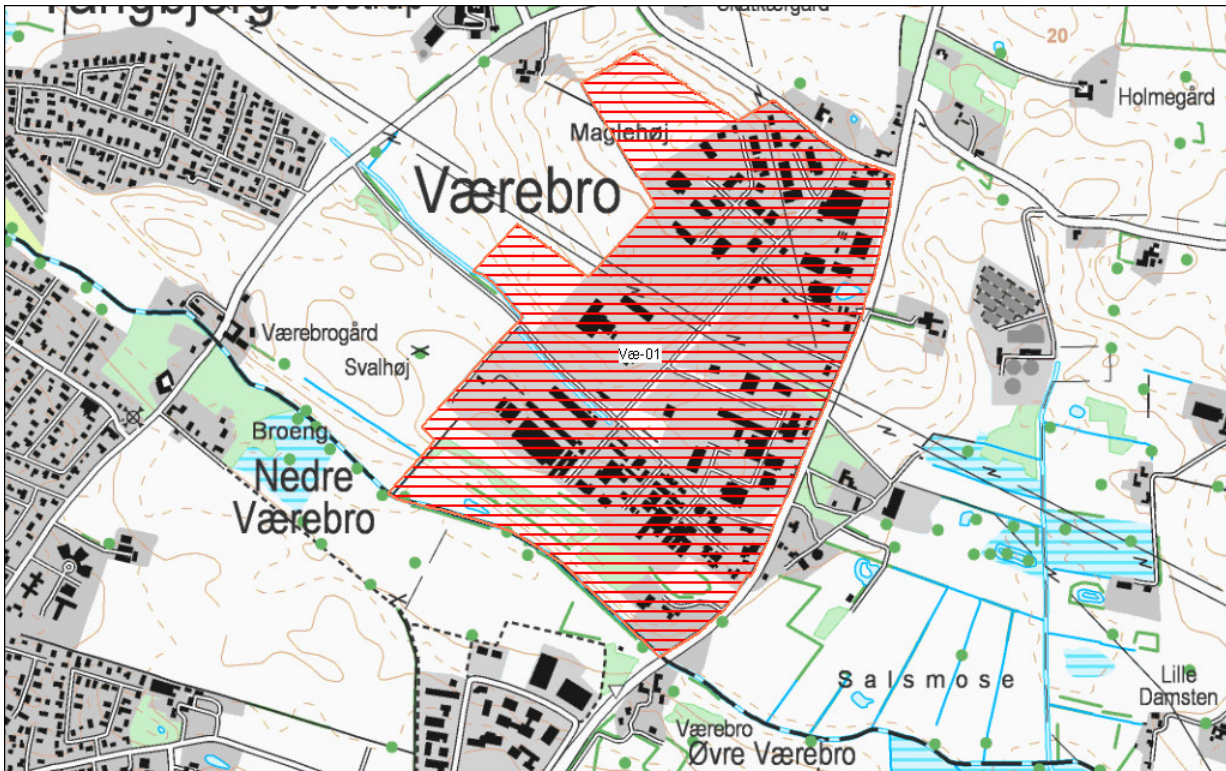 20
Holmegård
Maglehøj
Værebro
Værebrogård
Svalhøj
Væ-01
Broeng
Nedre
Værebro
Salsmose
Lille
Damsten
Værebro
Øvre Værebro